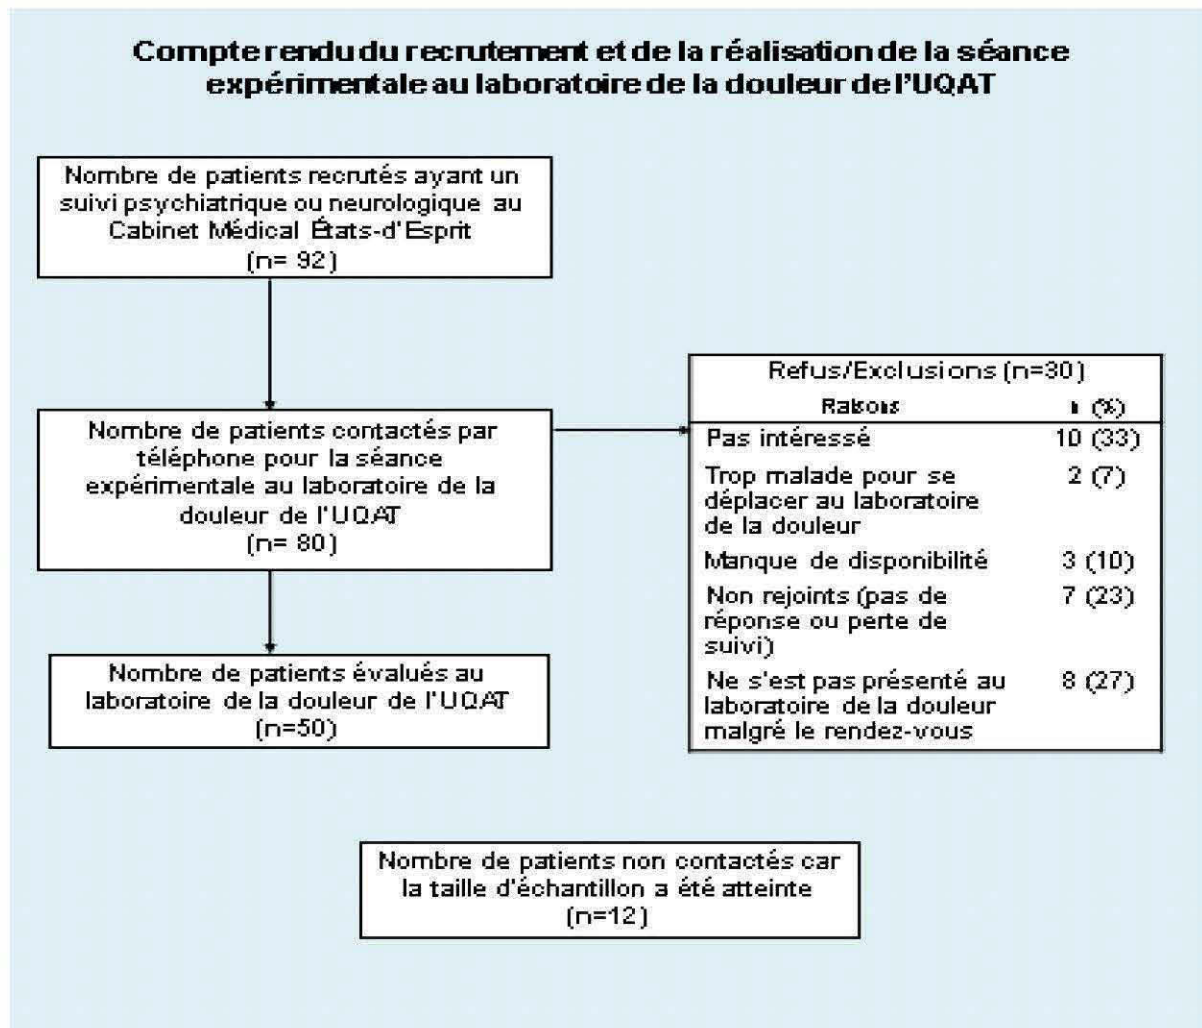 Compte rendu du recrutement et de la réalisation de la séance
expérimentale au laboratoire de la douleur de l'UQAT
Nombre de patients recrutés ayant un
suivi psychiatrique ou neurologique au
Cabinet Médical États-d'Esprit
(n= 92)
Nombre de patients contactés par
téléphone pour la séance
expérimentale au laboratoire de la
douleur de l'UQAT
(n= 80)
Refus/Exclusions (n=30)
Raisons n (%)
Pas intéressé 10 (33)
Trop malade pour se 2 (7)
déplacer au laboratoire
de la douleur
Manque de disponibilité 3 (10)
Non rejoints (pas de 7 (23)
réponse ou perte de
suivi)
Ne s'est pas présenté au 8 (27)
laboratoire de la douleur
malgré le rendez-vous
Nombre de patients évalués au
laboratoire de la douleur de l'UQAT
(n=50)
Nombre de patients non contactés car
la taille d'échantillon a été atteinte
(n=12)